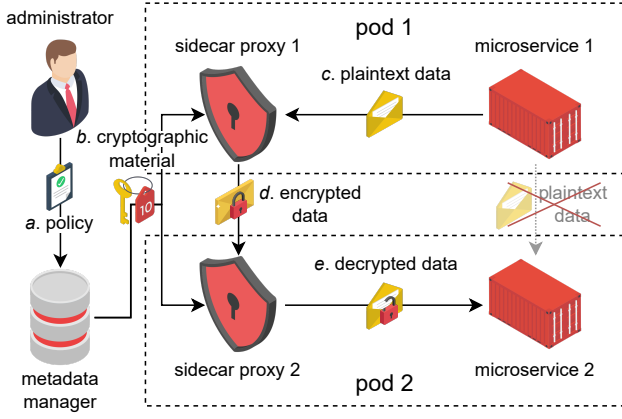 administrator
pod 1
sidecar proxy 1
microservice 1
c. plaintext data
b. cryptographic
material
10
a. policy
d. encrypted
data
plaintext
data
e. decrypted data
metadata
manager
sidecar proxy 2
microservice 2
pod 2